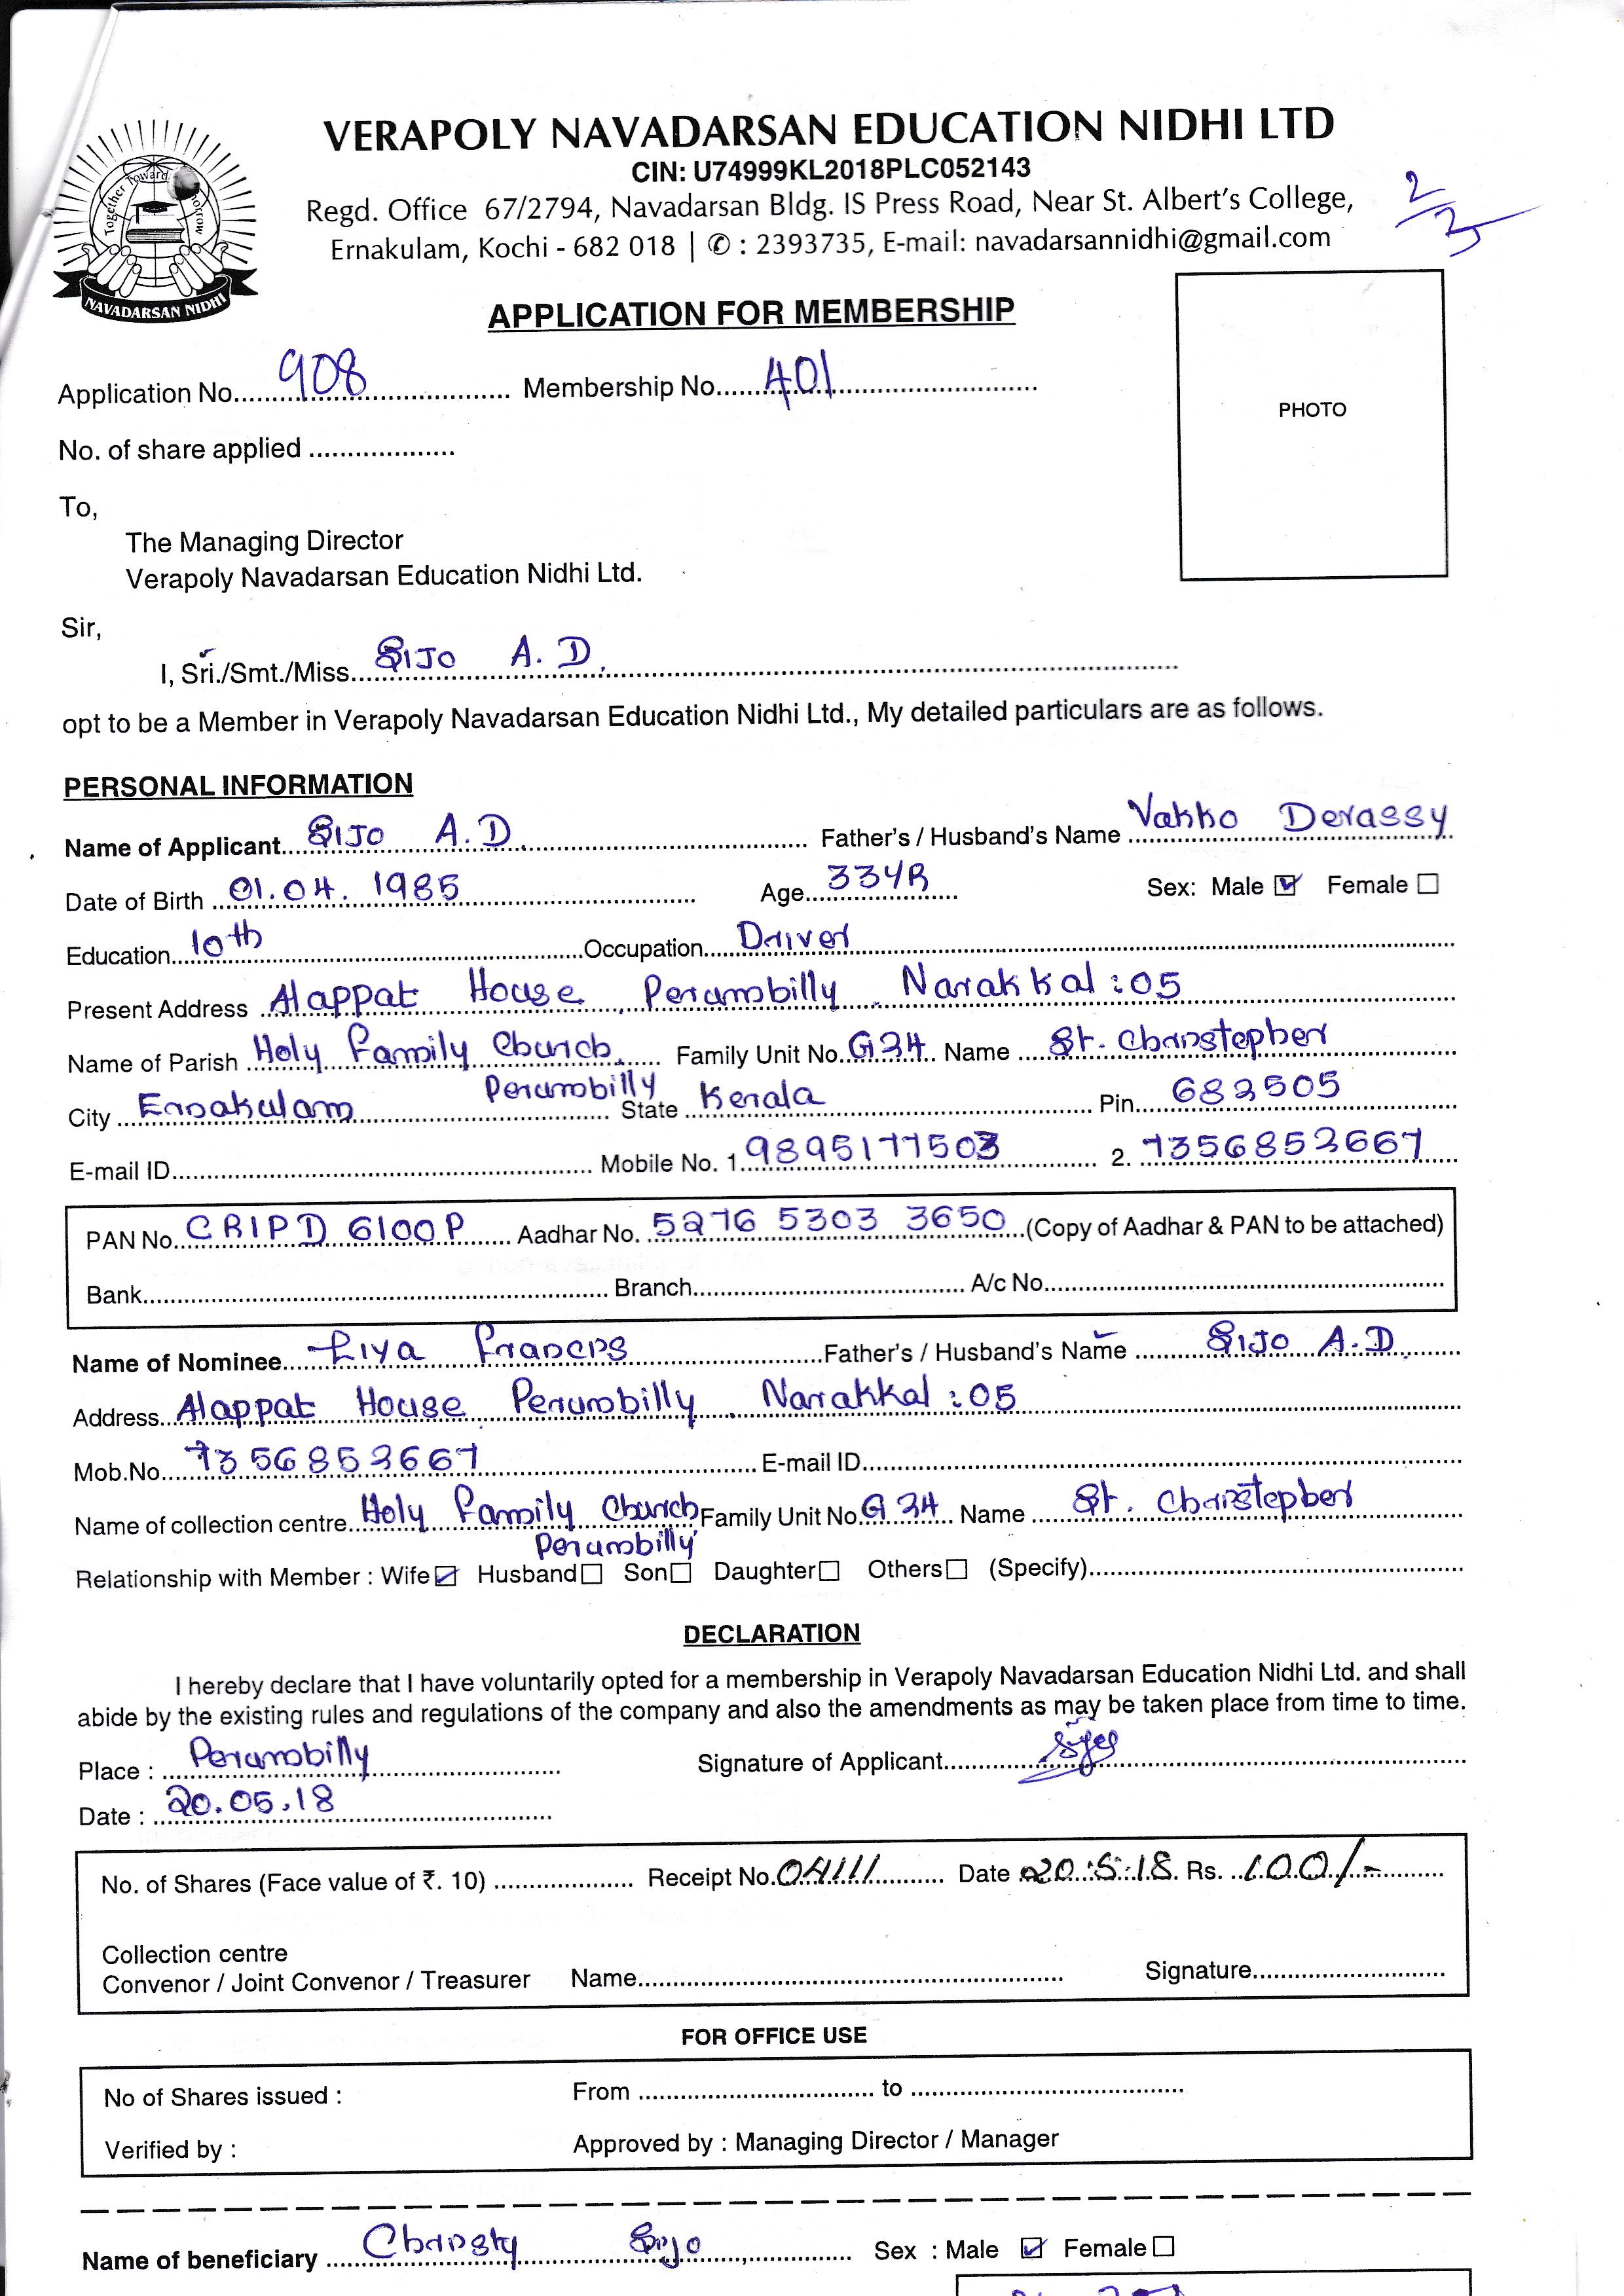 VERAPOLY NAVADARSAN EDUCATION NIDHI LTD
CIN: U74999KL2018PLC052143
Regd. Office 67/2794, Navadarsan Bldg. IS Press Road, Near St. Albert's College,
Ernakulam, Kochi - 682 018 | ✆ : 2393735, E-mail: navadarsannidhi@gmail.com
2/3
Together Toward
NAVADARSAN NIDHI
APPLICATION FOR MEMBERSHIP
Application No. 908 Membership No. 401
PHOTO
No. of share applied ....................
To,
The Managing Director
Verapoly Navadarsan Education Nidhi Ltd.
Sir,
I, Sri./Smt./Miss. SIJO A. D.
opt to be a Member in Verapoly Navadarsan Education Nidhi Ltd., My detailed particulars are as follows.
PERSONAL INFORMATION
Name of Applicant SIJO A.D Father's / Husband's Name Vakko Devassy
Date of Birth 01.04.1985 Age 33YR Sex: Male ☑ Female ☐
Education 10th Occupation Driver
Present Address Alappat House, Perumbilly, Narakkal : 05
Name of Parish Holy Family Church, Family Unit No. G34 Name St. Christepher
Perumbilly
City Ernakulam State Kerala Pin 682505
E-mail ID Mobile No. 1. 9895177503 2. 7356852667
PAN No. CRIPD 6100P Aadhar No. 5276 5303 3650 (Copy of Aadhar & PAN to be attached)
Bank Branch A/c No.
Name of Nominee Liya Francis Father's / Husband's Name SIJO A.D
Address Alappat House, Perumbilly, Narakkal : 05
Mob.No. 7356852667 E-mail ID
Name of collection centre Holy Family Church Family Unit No. G 34 Name St. Christepher
Perumbilly
Relationship with Member : Wife ☑ Husband ☐ Son ☐ Daughter ☐ Others ☐ (Specify)
DECLARATION
I hereby declare that I have voluntarily opted for a membership in Verapoly Navadarsan Education Nidhi Ltd. and shall
abide by the existing rules and regulations of the company and also the amendments as may be taken place from time to time.
Place : Perumbilly Signature of Applicant
Date : 20.05.18
No. of Shares (Face value of ₹. 10) Receipt No. 04111 Date 20.5.18 Rs. 100/-
Collection centre
Convenor / Joint Convenor / Treasurer Name Signature
FOR OFFICE USE
No of Shares issued : From to
Verified by : Approved by : Managing Director / Manager
Name of beneficiary Christy Sijo Sex : Male ☑ Female ☐